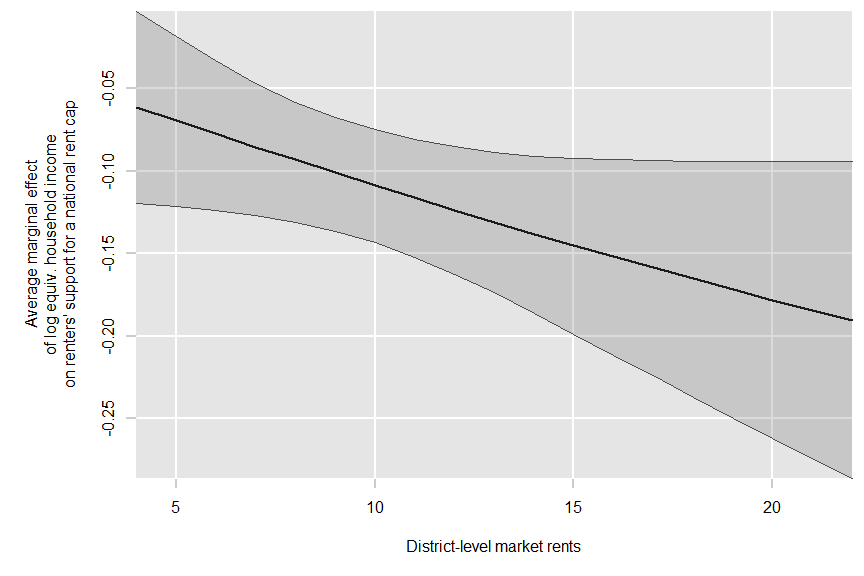 Average marginal effect
of log equiv. household income
on renters' support for a national rent cap
-0.05
-0.10
-0.15
-0.20
-0.25
5
10
15
20
District-level market rents